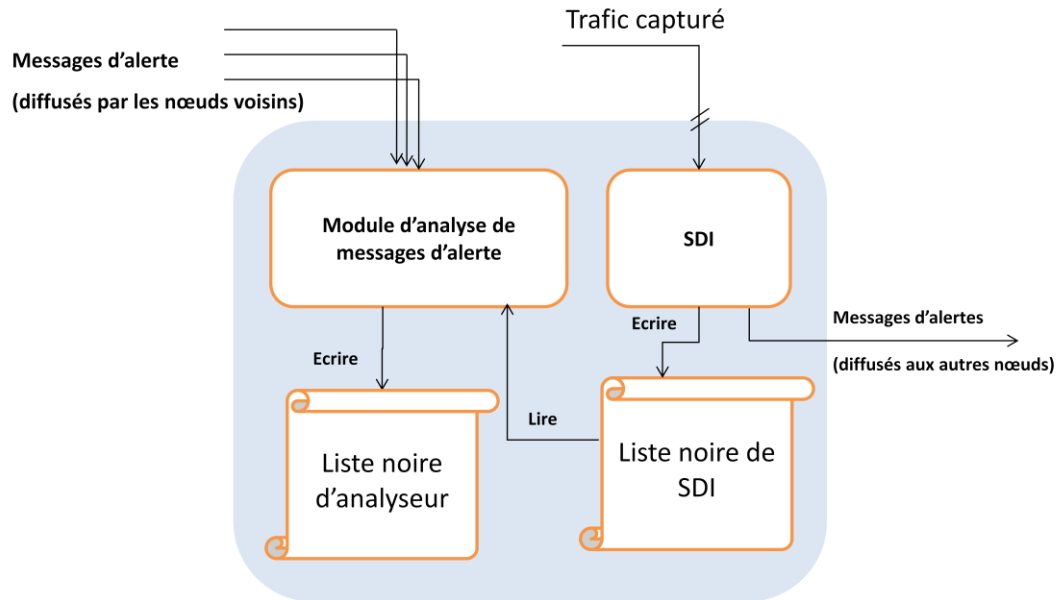 Trafic capturé
Messages d'alerte
(diffusés par les nœuds voisins)
Module d'analyse de
messages d'alerte
SDI
Ecrire
Messages d'alertes
(diffusés aux autres nœuds)
Ecrire
Lire
Liste noire
d'analyseur
Liste noire de
SDI